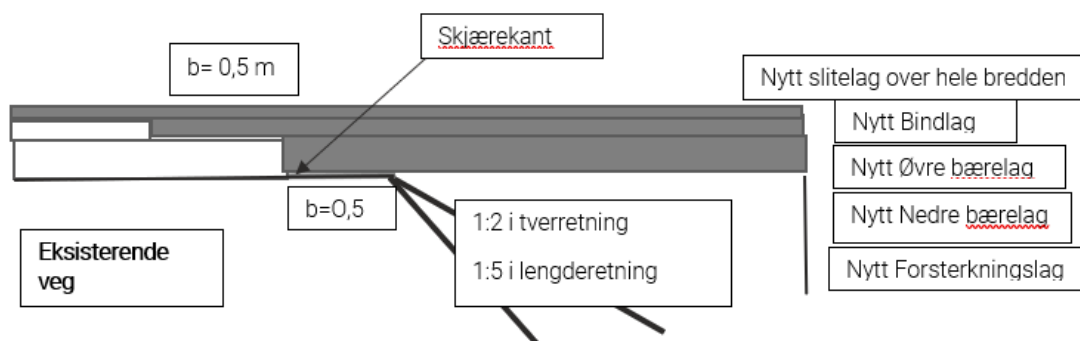 Skjærekant
b= 0,5 m
Nytt slitelag over hele bredden
Nytt Bindlag
Nytt Øvre bærelag
b=0,5
Nytt Nedre bærelag
1:2 i tverretning
1:5 i lengderetning
Eksisterende
veg
Nytt Forsterkningslag